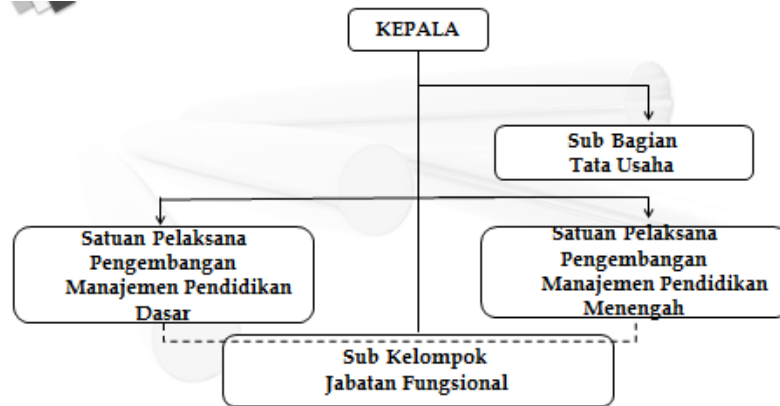 KEPALA
Sub Bagian
Tata Usaha
Satuan Pelaksana
Pengembangan
Manajemen Pendidikan
Dasar
Satuan Pelaksana
Pengembangan
Manajemen Pendidikan
Menengah
Sub Kelompok
Jabatan Fungsional